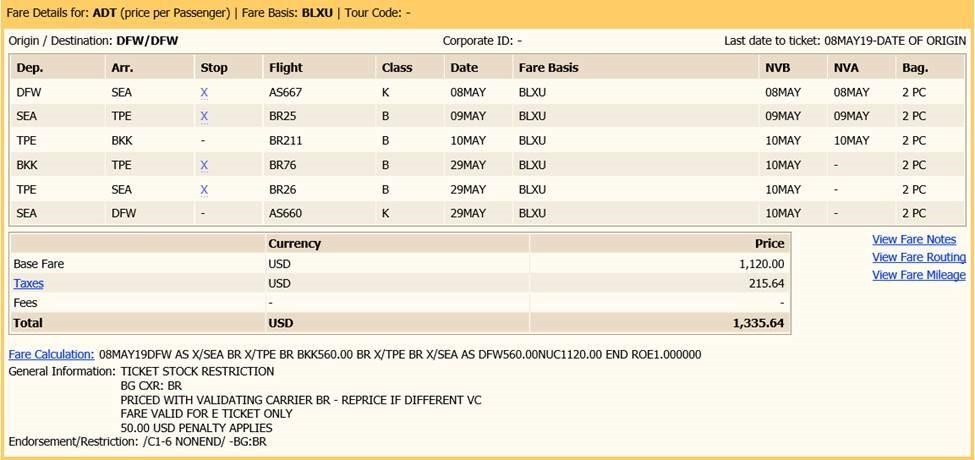 Fare Details for: ADT (price per Passenger) | Fare Basis: BLXU | Tour Code: -
Origin / Destination: DFW/DFW Corporate ID: - Last date to ticket: 08MAY19-DATE OF ORIGIN
Dep. Arr. Stop Flight Class Date Fare Basis NVB NVA Bag.
DFW SEA X AS667 K 08MAY BLXU 08MAY 08MAY 2 PC
SEA TPE X BR25 B 09MAY BLXU 09MAY 09MAY 2 PC
TPE BKK - BR211 B 10MAY BLXU 10MAY 10MAY 2 PC
BKK TPE X BR76 B 29MAY BLXU 10MAY - 2 PC
TPE SEA X BR26 B 29MAY BLXU 10MAY - 2 PC
SEA DFW - AS660 K 29MAY BLXU 10MAY - 2 PC
Currency Price
Base Fare USD 1,120.00
Taxes USD 215.64
Fees - -
Total USD 1,335.64
View Fare Notes
View Fare Routing
View Fare Mileage
Fare Calculation: 08MAY19DFW AS X/SEA BR X/TPE BR BKK560.00 BR X/TPE BR X/SEA AS DFW560.00NUC1120.00 END ROE1.000000
General Information: TICKET STOCK RESTRICTION
BG CXR: BR
PRICED WITH VALIDATING CARRIER BR - REPRICE IF DIFFERENT VC
FARE VALID FOR E TICKET ONLY
50.00 USD PENALTY APPLIES
Endorsement/Restriction: /C1-6 NONEND/ -BG:BR